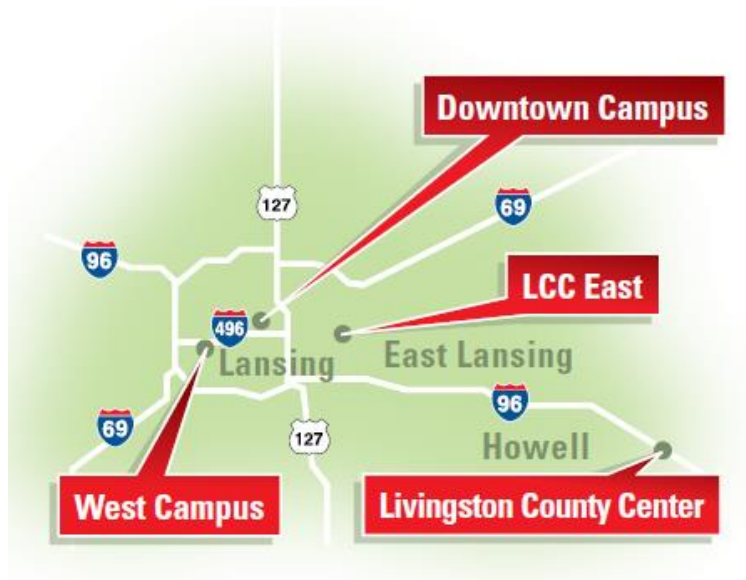 Downtown Campus
127
69
96
LCC East
496
Lansing
East Lansing
96
69
127
Howell
West Campus
Livingston County Center